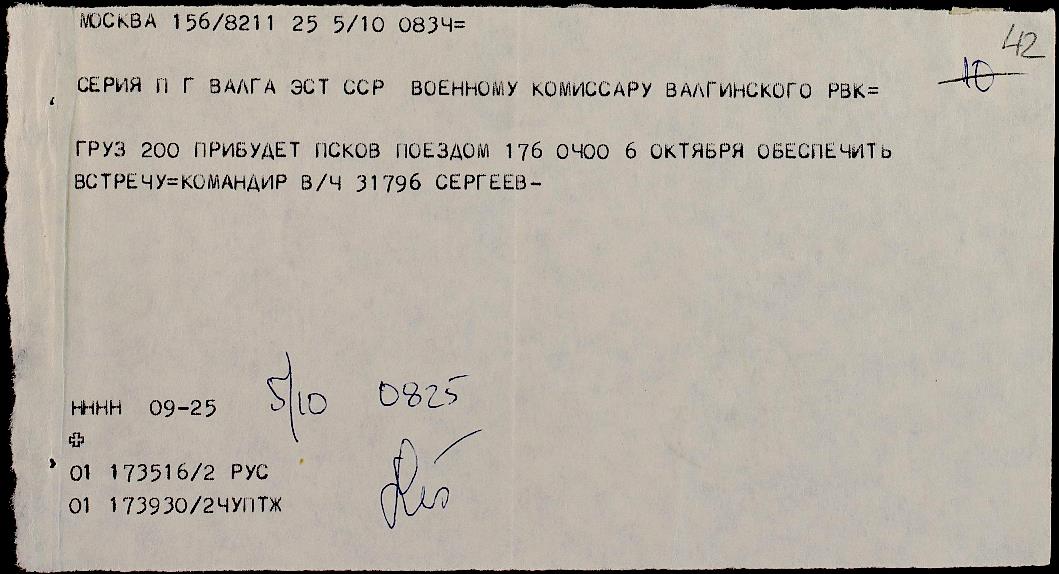 МОСКВА 156/8211 25 5/10 0834=
42
10
СЕРИЯ П Г ВАЛГА ЭСТ ССР ВОЕННОМУ КОМИССАРУ ВАЛГИНСКОГО РВК=
ГРУЗ 200 ПРИБУДЕТ ПСКОВ ПОЕЗДОМ 176 0400 6 ОКТЯБРЯ ОБЕСПЕЧИТЬ
ВСТРЕЧУ=КОМАНДИР В/Ч 31796 СЕРГЕЕВ-
НННН 09-25 5/10 0825
01 173516/2 РУС
01 173930/2ЧУПТЖ